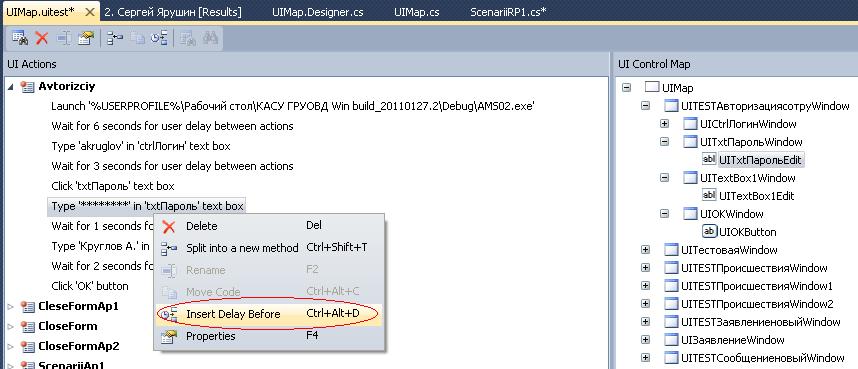 UIMap.uitest* 2. Сергей Ярушин [Results] UIMap.Designer.cs UIMap.cs ScenariiRP1.cs*
UI Actions
Avtorizciy
Launch '%USERPROFILE%\Рабочий стол\КАСУ ГРУОВД Win build_20110127.2\Debug\AMS02.exe'
Wait for 6 seconds for user delay between actions
Type 'akruglov' in 'ctrlЛогин' text box
Wait for 3 seconds for user delay between actions
Click 'txtПароль' text box
Type '********' in 'txtПароль' text box
Wait for 1 seconds fo
Type 'Круглов А.' in
Wait for 2 seconds fo
Click 'OK' button
CleseFormAp1
CloseForm
CloseFormAp2
ScenariiAp1
Delete Del
Split into a new method Ctrl+Shift+T
Rename F2
Move Code Ctrl+Alt+C
Insert Delay Before Ctrl+Alt+D
Properties F4
UI Control Map
UIMap
UITESTАвторизациясотруWindow
UICtrlЛогинWindow
UITxtПарольWindow
UITxtПарольEdit
UITextBox1Window
UITextBox1Edit
UIOKWindow
UIOKButton
UIТестоваяWindow
UITESTПроисшествияWindow
UITESTПроисшествияWindow1
UITESTПроисшествияWindow2
UITESTЗаявлениеновыйWindow
UIЗаявлениеWindow
UITESTСообщениеновыйWindow